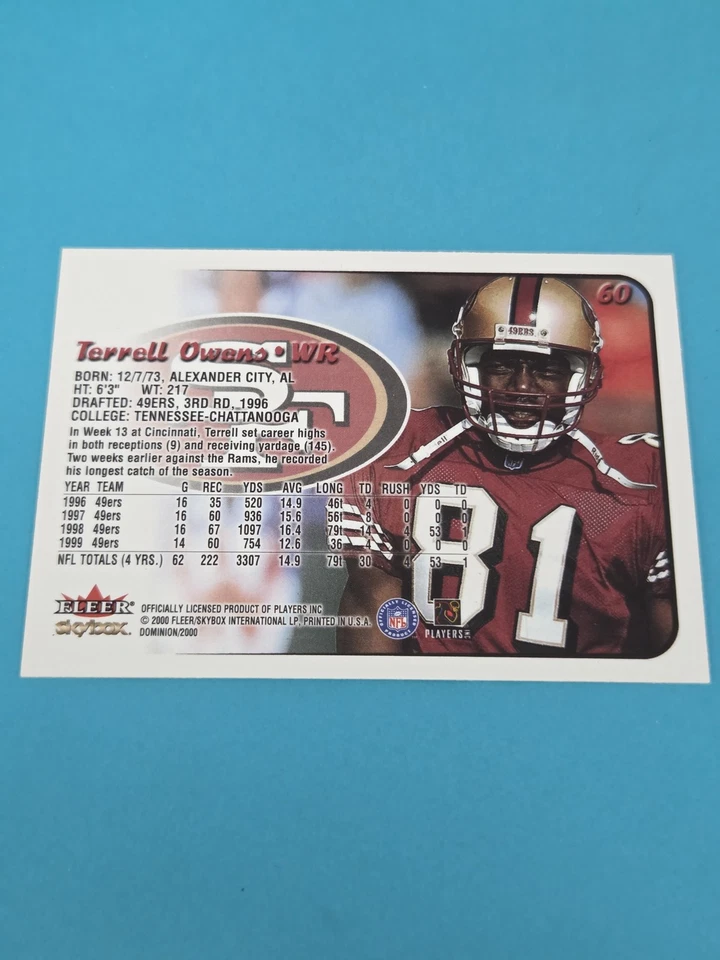 60
49ERS
Terrell Owens • WR
BORN: 12/7/73, ALEXANDER CITY, AL
HT: 6'3" WT: 217
DRAFTED: 49ERS, 3RD RD., 1996
COLLEGE: TENNESSEE-CHATTANOOGA
In Week 13 at Cincinnati, Terrell set career highs
in both receptions (9) and receiving yardage (145).
Two weeks earlier against the Rams, he recorded
his longest catch of the season.
YEAR TEAM G REC YDS AVG LONG TD RUSH YDS TD
1996 49ers 16 35 520 14.9 46t 4 0 0 0
1997 49ers 16 60 936 15.6 56t 8 0 0 0
1998 49ers 16 67 1097 16.4 79t 14 4 53 1
1999 49ers 14 60 754 12.6 36 4 0 0 0
NFL TOTALS (4 YRS.) 62 222 3307 14.9 79t 30 4 53 1
81
81
FLEER
skybox
OFFICIALLY LICENSED PRODUCT OF PLAYERS INC
© 2000 FLEER/SKYBOX INTERNATIONAL LP, PRINTED IN U.S.A.
DOMINION/2000
OFFICIALLY LICENSED PRODUCT
NFL
PLAYERS INC